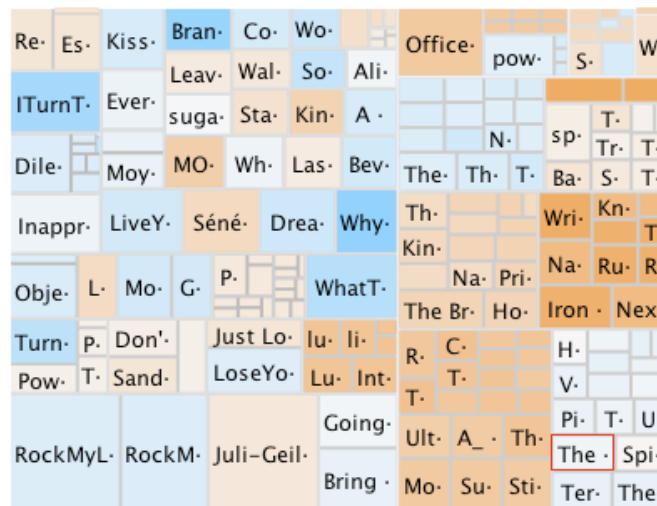 Re· Es· Kiss· Bran· Co· Wo·
Leav· Wal· So· Ali·
ITurnT· Ever· suga· Sta· Kin· A ·
Dile· Moy· MO· Wh· Las· Bev·
Inappr· LiveY· Séné· Drea· Why·
Obje· L· Mo· G· P· WhatT·
Turn· P· Don'· Just Lo· lu· li·
Pow· T· Sand· LoseYo· Lu· Int·
RockMyL· RockM· Juli-Geil· Going·
Bring ·
Office· pow· S· W
N· sp· T·
Tr· T·
The· Th· T· Ba· S· T·
Th· Wri· Kn·
T
Kin· Na· Pri· Na· Ru· R
The Br· Ho· Iron · Nex
R· C· H·
T· V·
T·
Pi· T· U
Ult· A_ · Th· The · Spi·
Mo· Su· Sti· Ter· The